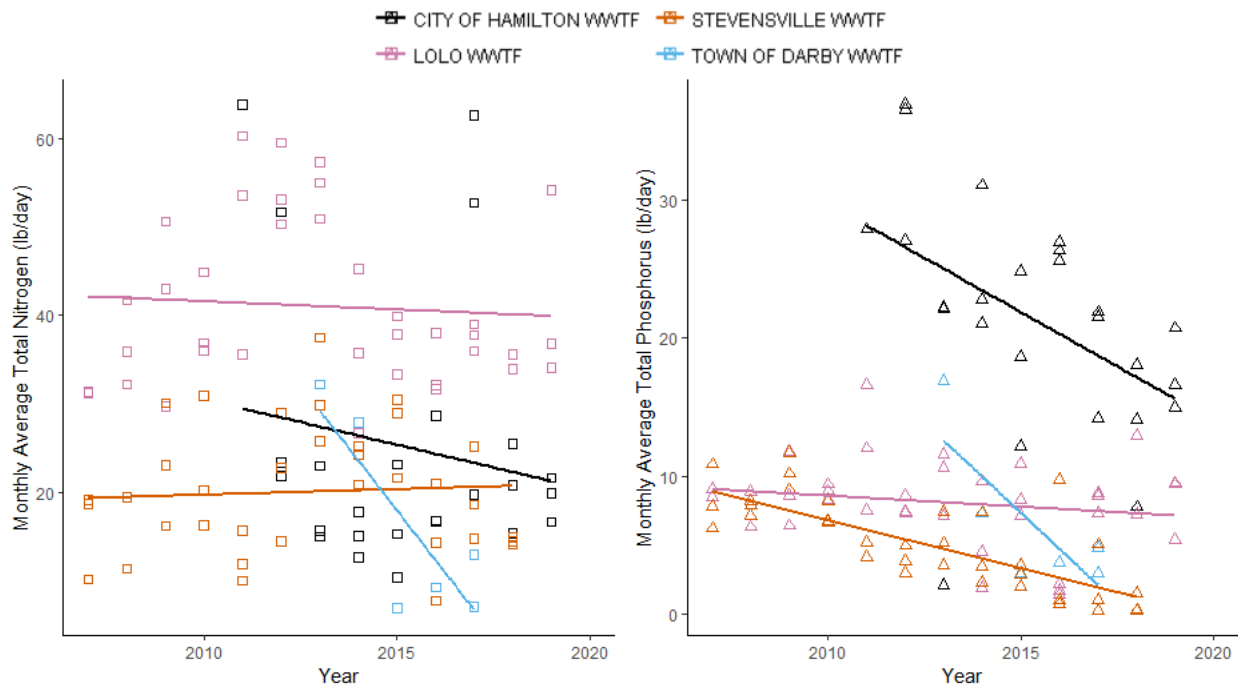 CITY OF HAMILTON WWTF
STEVENSVILLE WWTF
LOLO WWTF
TOWN OF DARBY WWTF
Monthly Average Total Nitrogen (lb/day)
60
40
20
2010
2015
2020
Year
Monthly Average Total Phosphorus (lb/day)
30
20
10
0
2010
2015
2020
Year